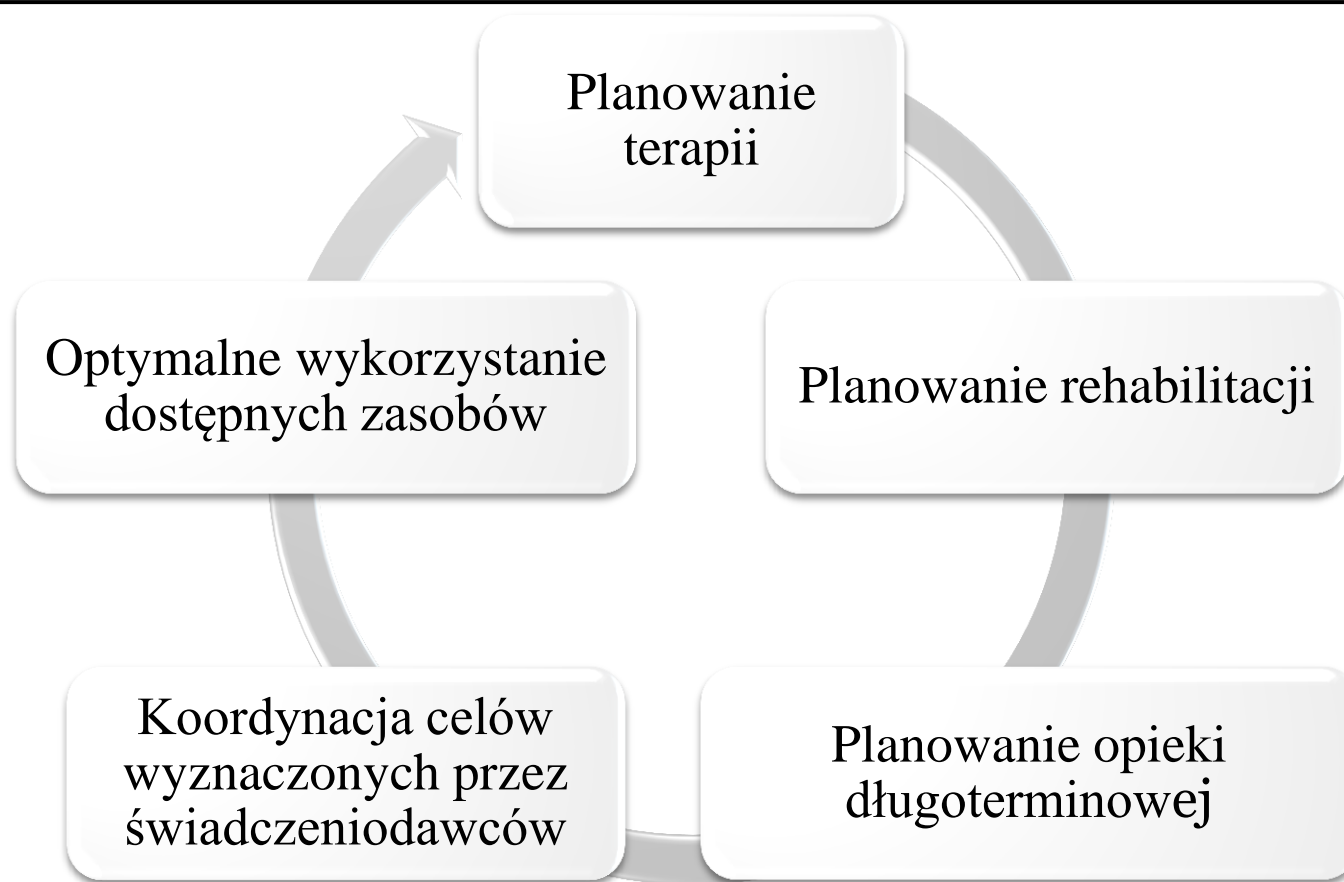 Planowanie
terapii
Optymalne wykorzystanie
dostępnych zasobów
Planowanie rehabilitacji
Koordynacja celów
wyznaczonych przez
świadczeniodawców
Planowanie opieki
długoterminowej